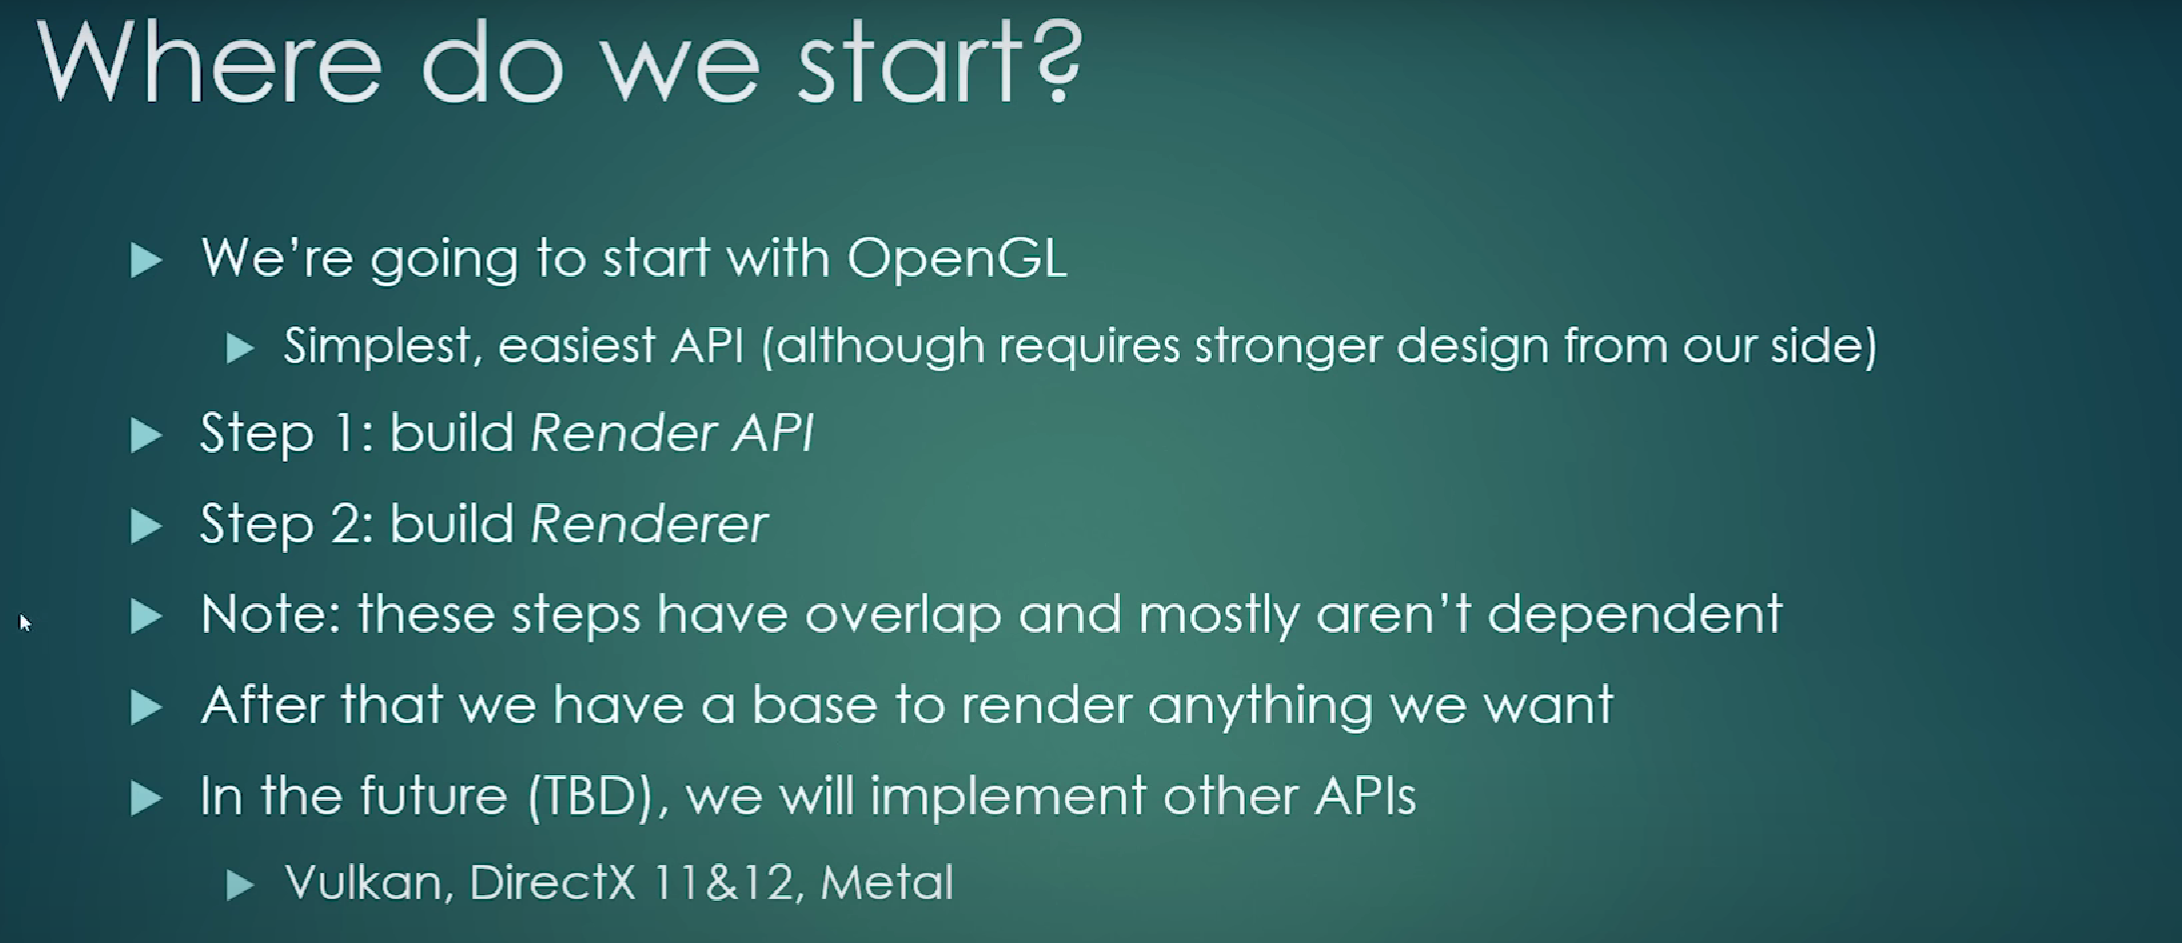 Where do we start?
We’re going to start with OpenGL
Simplest, easiest API (although requires stronger design from our side)
Step 1: build Render API
Step 2: build Renderer
Note: these steps have overlap and mostly aren’t dependent
After that we have a base to render anything we want
In the future (TBD), we will implement other APIs
Vulkan, DirectX 11&12, Metal